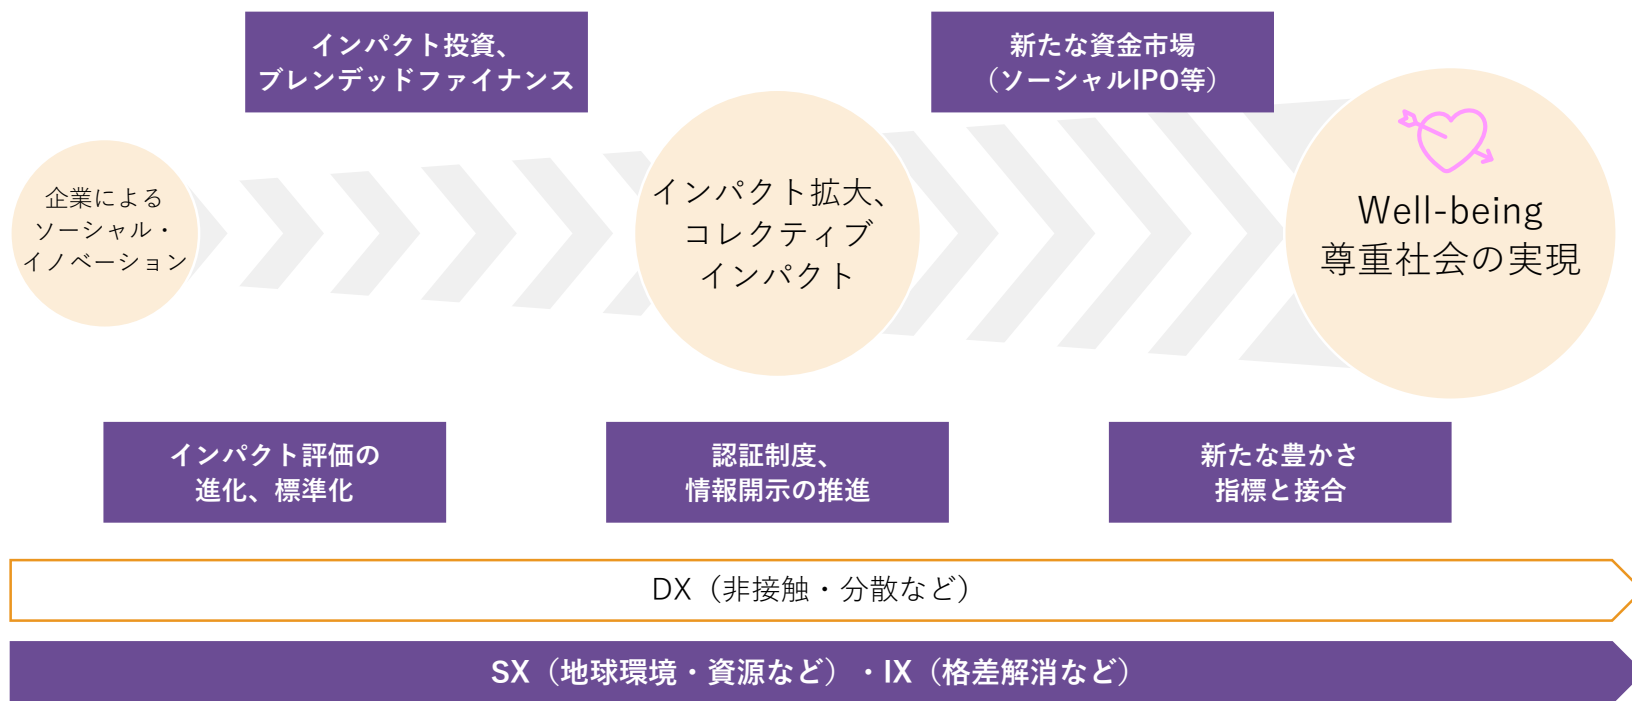 インパクト投資、
ブレンデッドファイナンス
新たな資金市場
（ソーシャルIPO等）
企業による
ソーシャル・
イノベーション
インパクト拡大、
コレクティブ
インパクト
Well-being
尊重社会の実現
インパクト評価の
進化、標準化
認証制度、
情報開示の推進
新たな豊かさ
指標と接合
DX（非接触・分散など）
SX（地球環境・資源など）・IX（格差解消など）